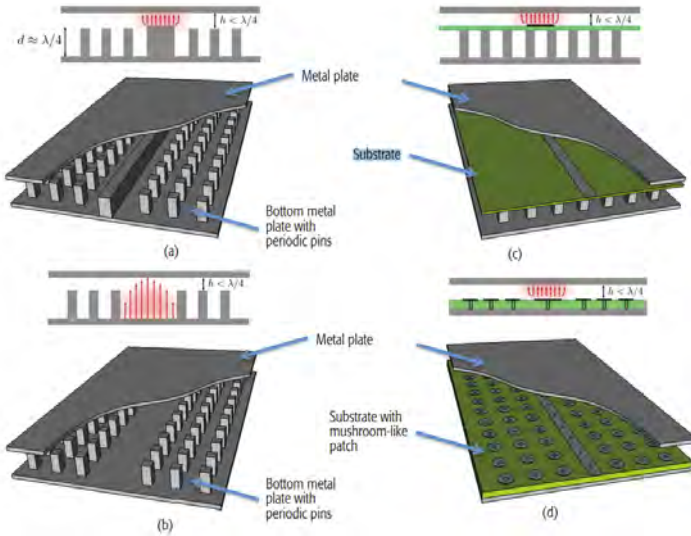 h < λ/4
d ≈ λ/4
h < λ/4
Metal plate
Substrate
Bottom metal
plate with
periodic pins
(a)
(c)
h < λ/4
h < λ/4
Metal plate
Substrate with
mushroom-like
patch
Bottom metal
plate with
periodic pins
(b)
(d)